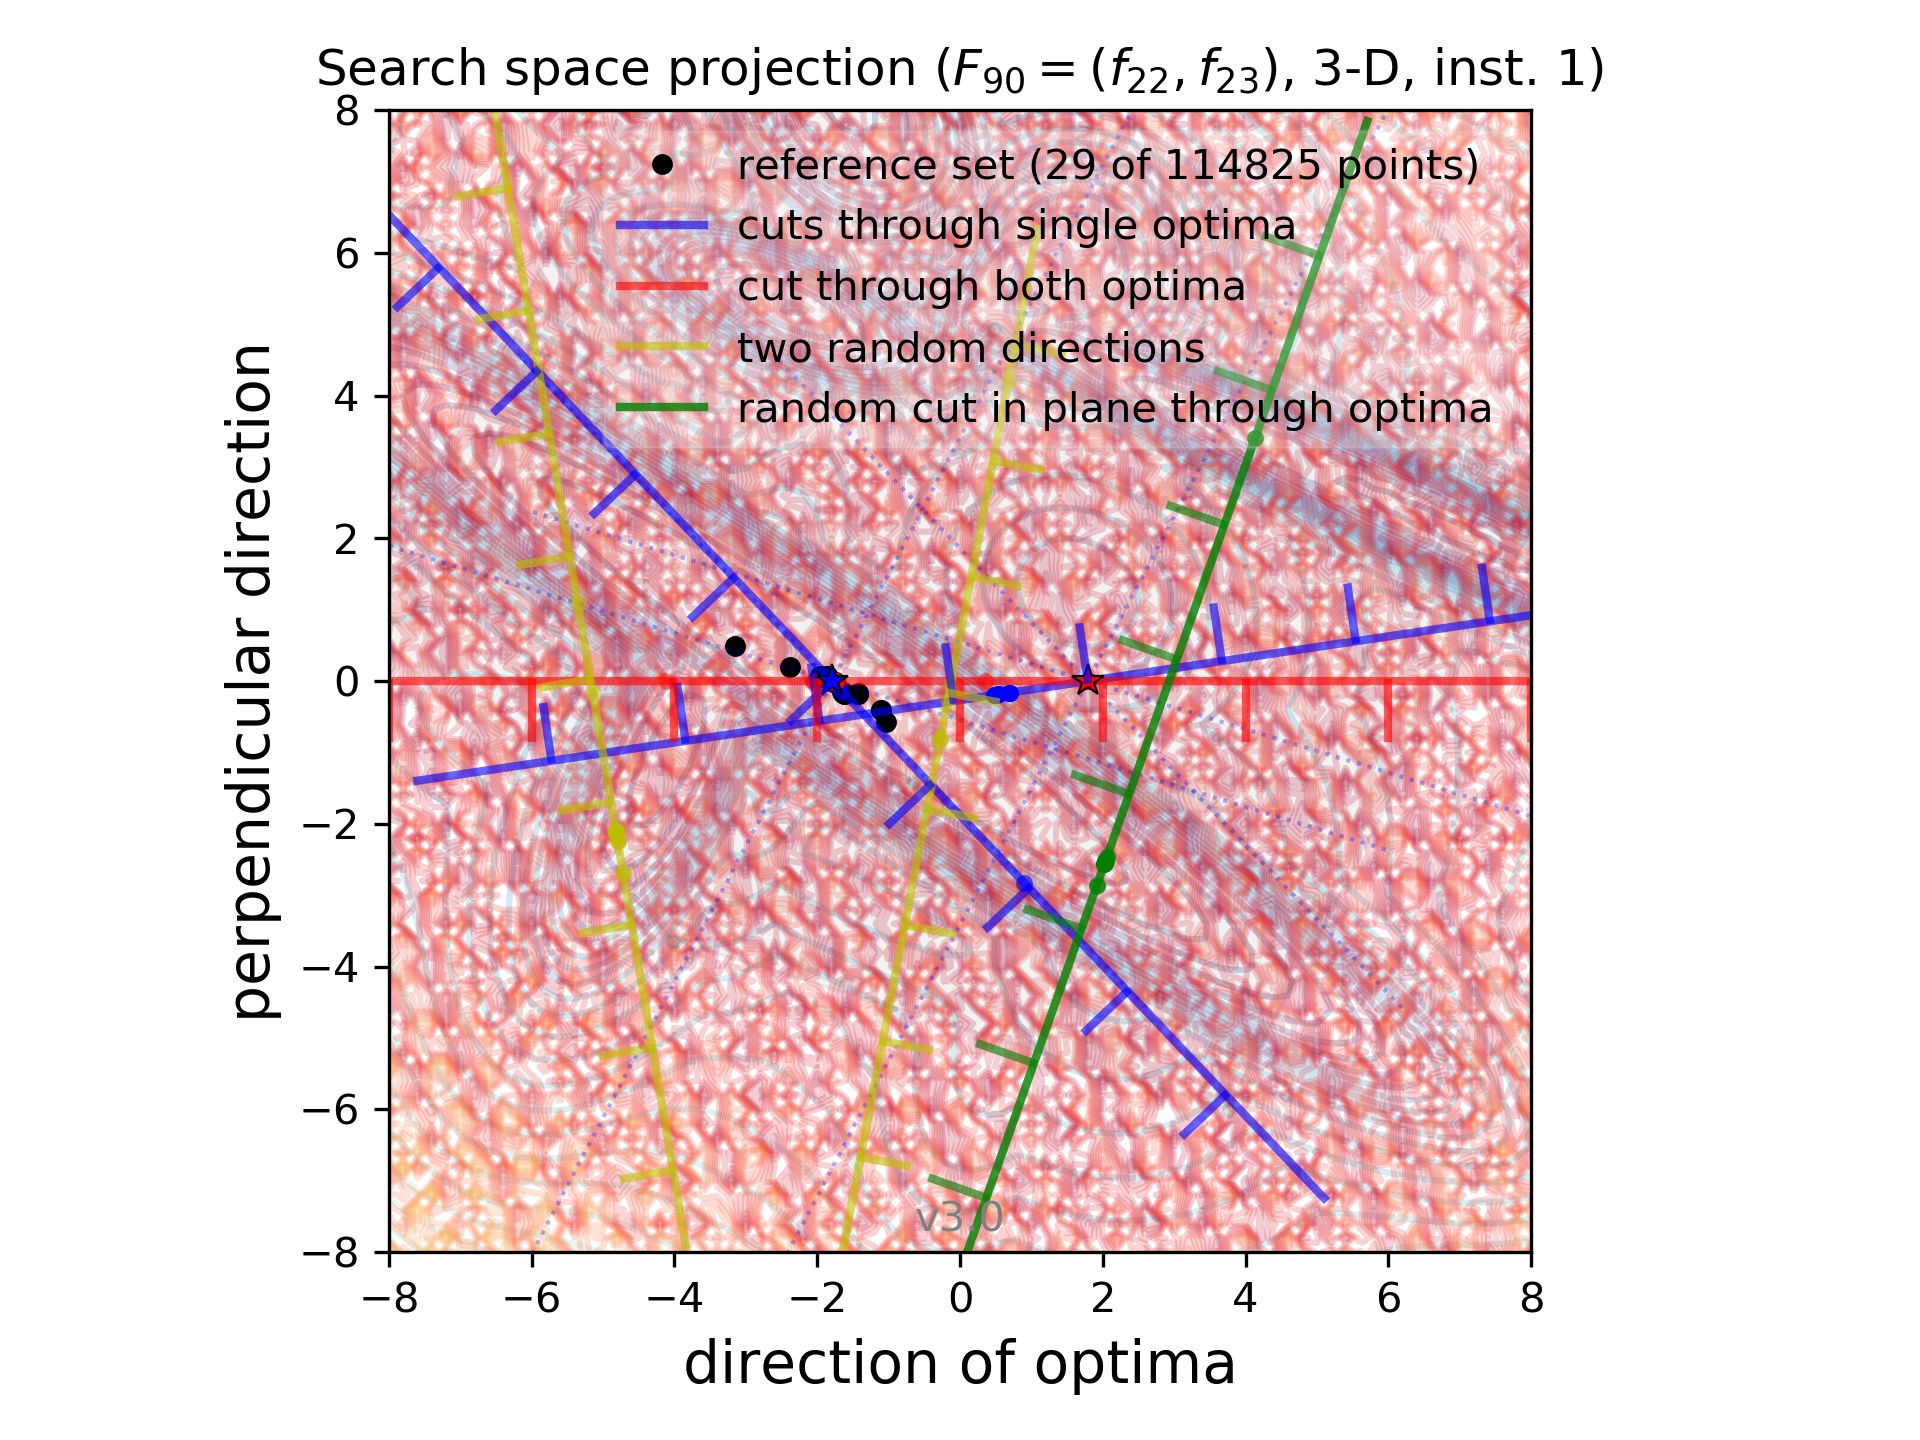 Search space projection (F90 = (f22, f23), 3-D, inst. 1)
reference set (29 of 114825 points)
cuts through single optima
cut through both optima
two random directions
random cut in plane through optima
perpendicular direction
8
6
4
2
0
−2
−4
−6
−8
v3.0
−8 −6 −4 −2 0 2 4 6 8
direction of optima